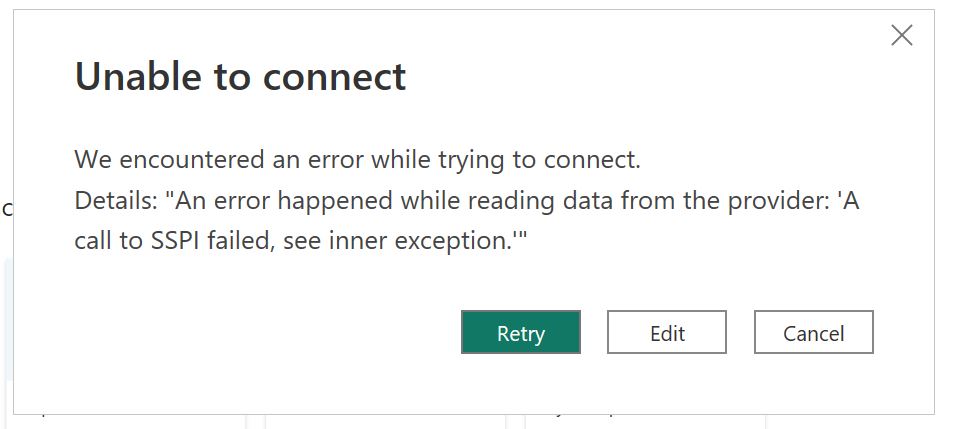 Unable to connect
We encountered an error while trying to connect.
Details: "An error happened while reading data from the provider: 'A
call to SSPI failed, see inner exception.'"
Retry
Edit
Cancel